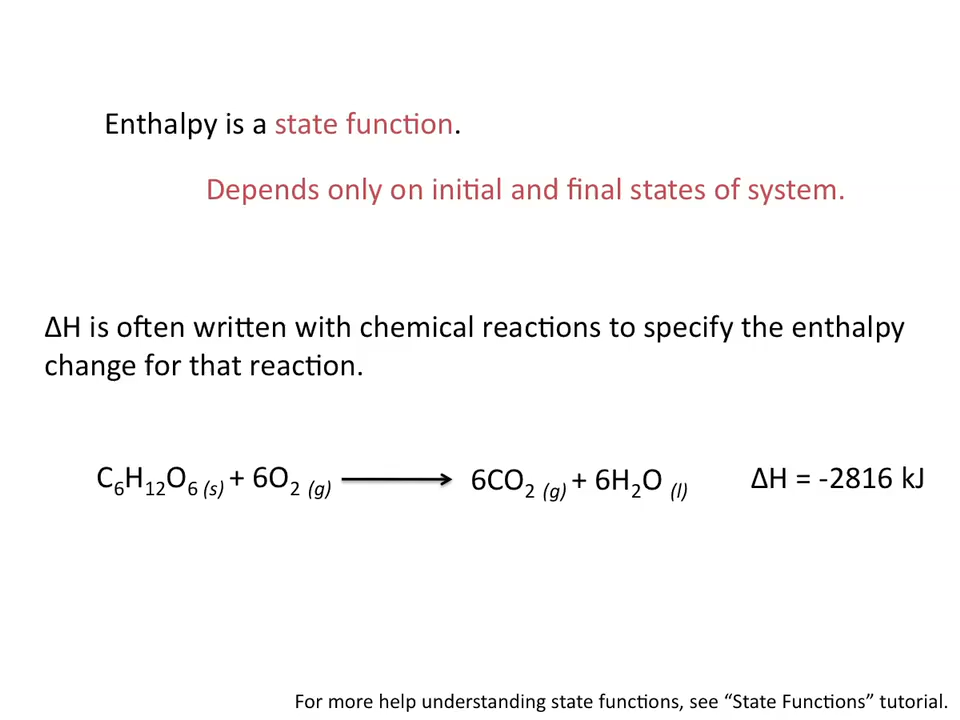 Enthalpy is a state function.
Depends only on initial and final states of system.
ΔH is often written with chemical reactions to specify the enthalpy
change for that reaction.
C₆H₁₂O₆ (s) + 6O₂ (g) ⟶ 6CO₂ (g) + 6H₂O (l) ΔH = -2816 kJ
For more help understanding state functions, see “State Functions” tutorial.